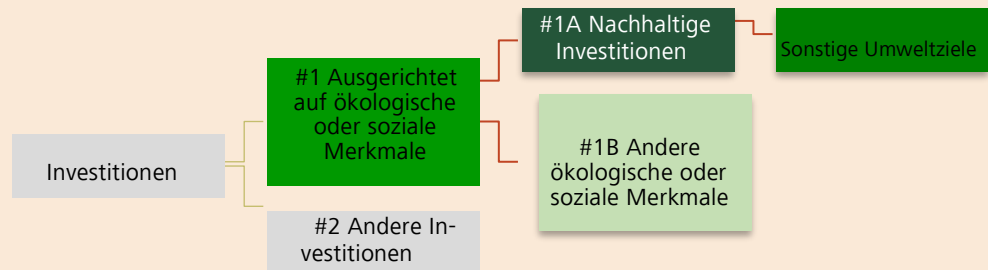 Investitionen
#1 Ausgerichtet
auf ökologische
oder soziale
Merkmale
#2 Andere In-
vestitionen
#1A Nachhaltige
Investitionen
#1B Andere
ökologische oder
soziale Merkmale
Sonstige Umweltziele